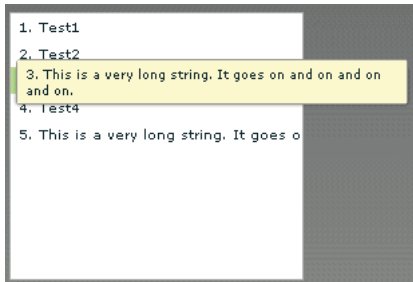 1. Test1
2. Test2
3. This is a very long string. It goes on and on and on
and on.
4. Test4
5. This is a very long string. It goes o